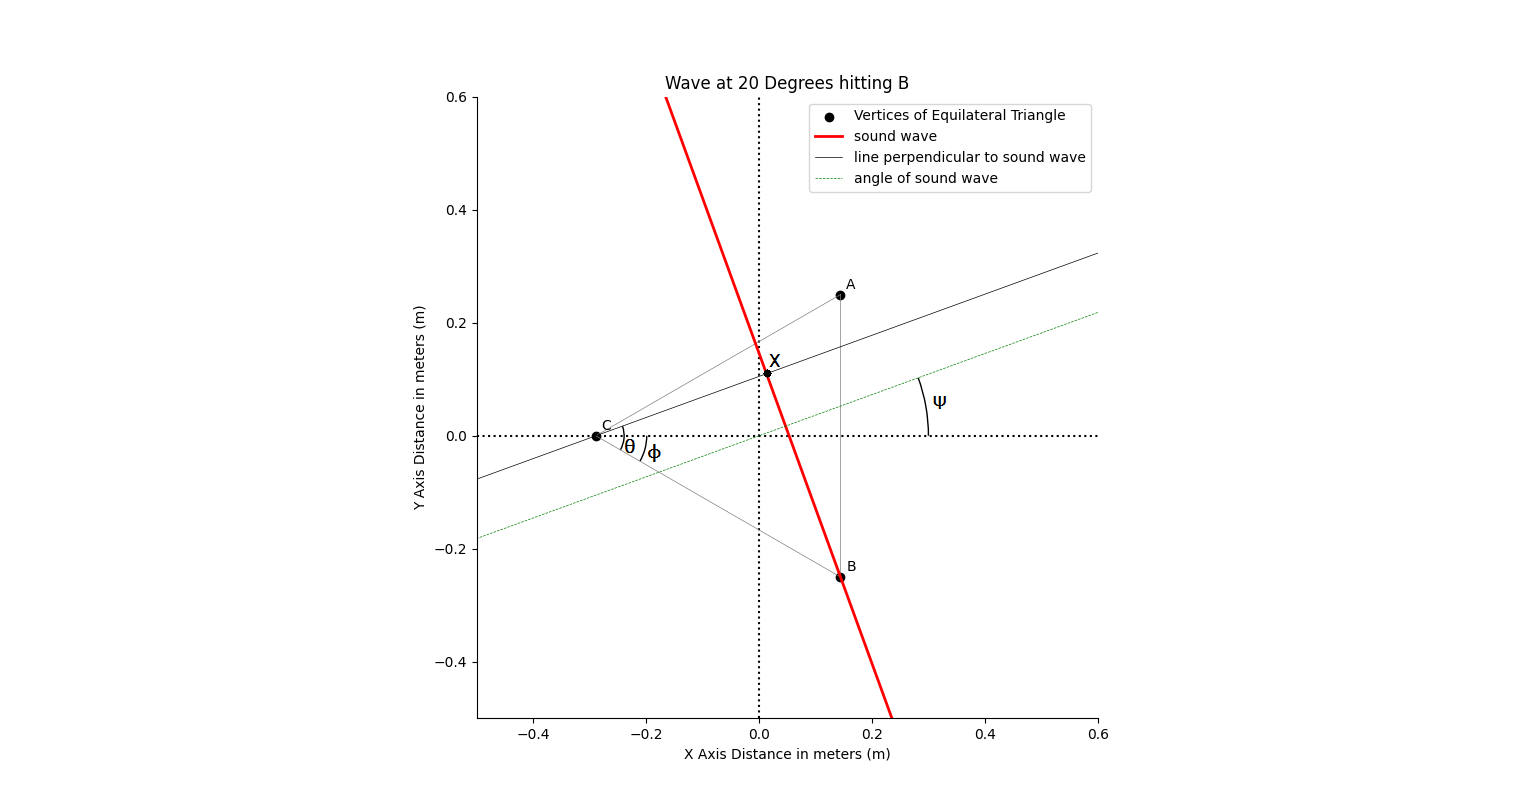 Wave at 20 Degrees hitting B
Vertices of Equilateral Triangle
sound wave
line perpendicular to sound wave
angle of sound wave
0.6
0.4
0.2
0.0
−0.2
−0.4
Y Axis Distance in meters (m)
A
X
C
θ
ϕ
ψ
B
−0.4
−0.2
0.0
0.2
0.4
0.6
X Axis Distance in meters (m)